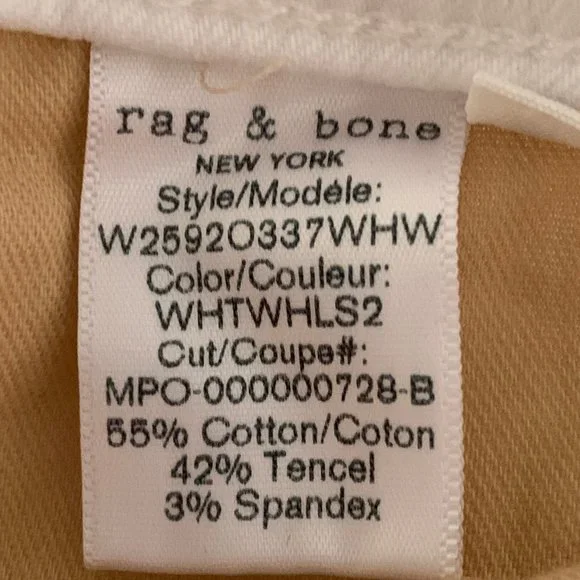 rag & bone
NEW YORK
Style/Modéle:
W2592O337WHW
Color/Couleur:
WHTWHLS2
Cut/Coupe#:
MPO-000000728-B
55% Cotton/Coton
42% Tencel
3% Spandex